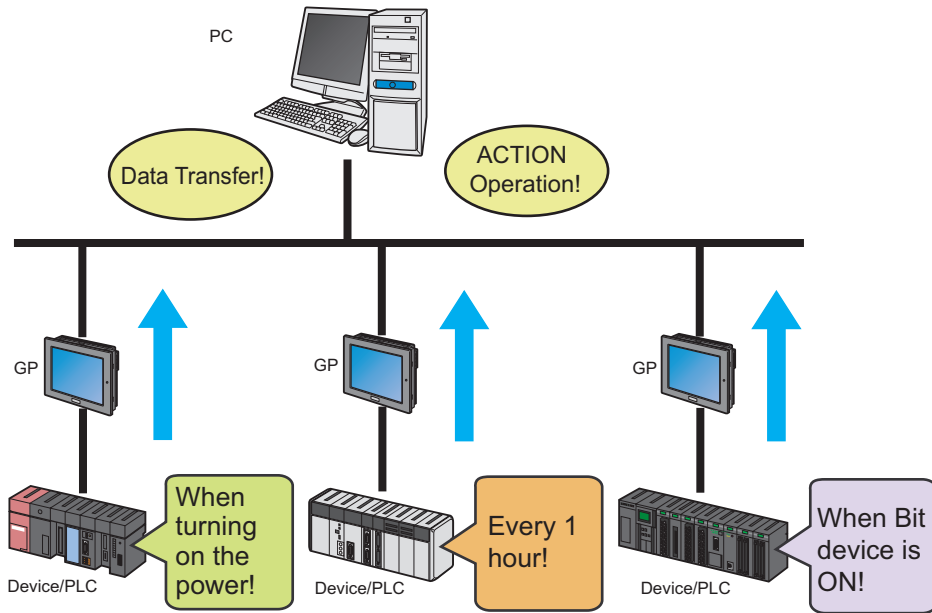 PC
Data Transfer!
ACTION
Operation!
GP
GP
GP
When
turning
on the
power!
Every 1
hour!
When Bit
device is
ON!
Device/PLC
Device/PLC
Device/PLC